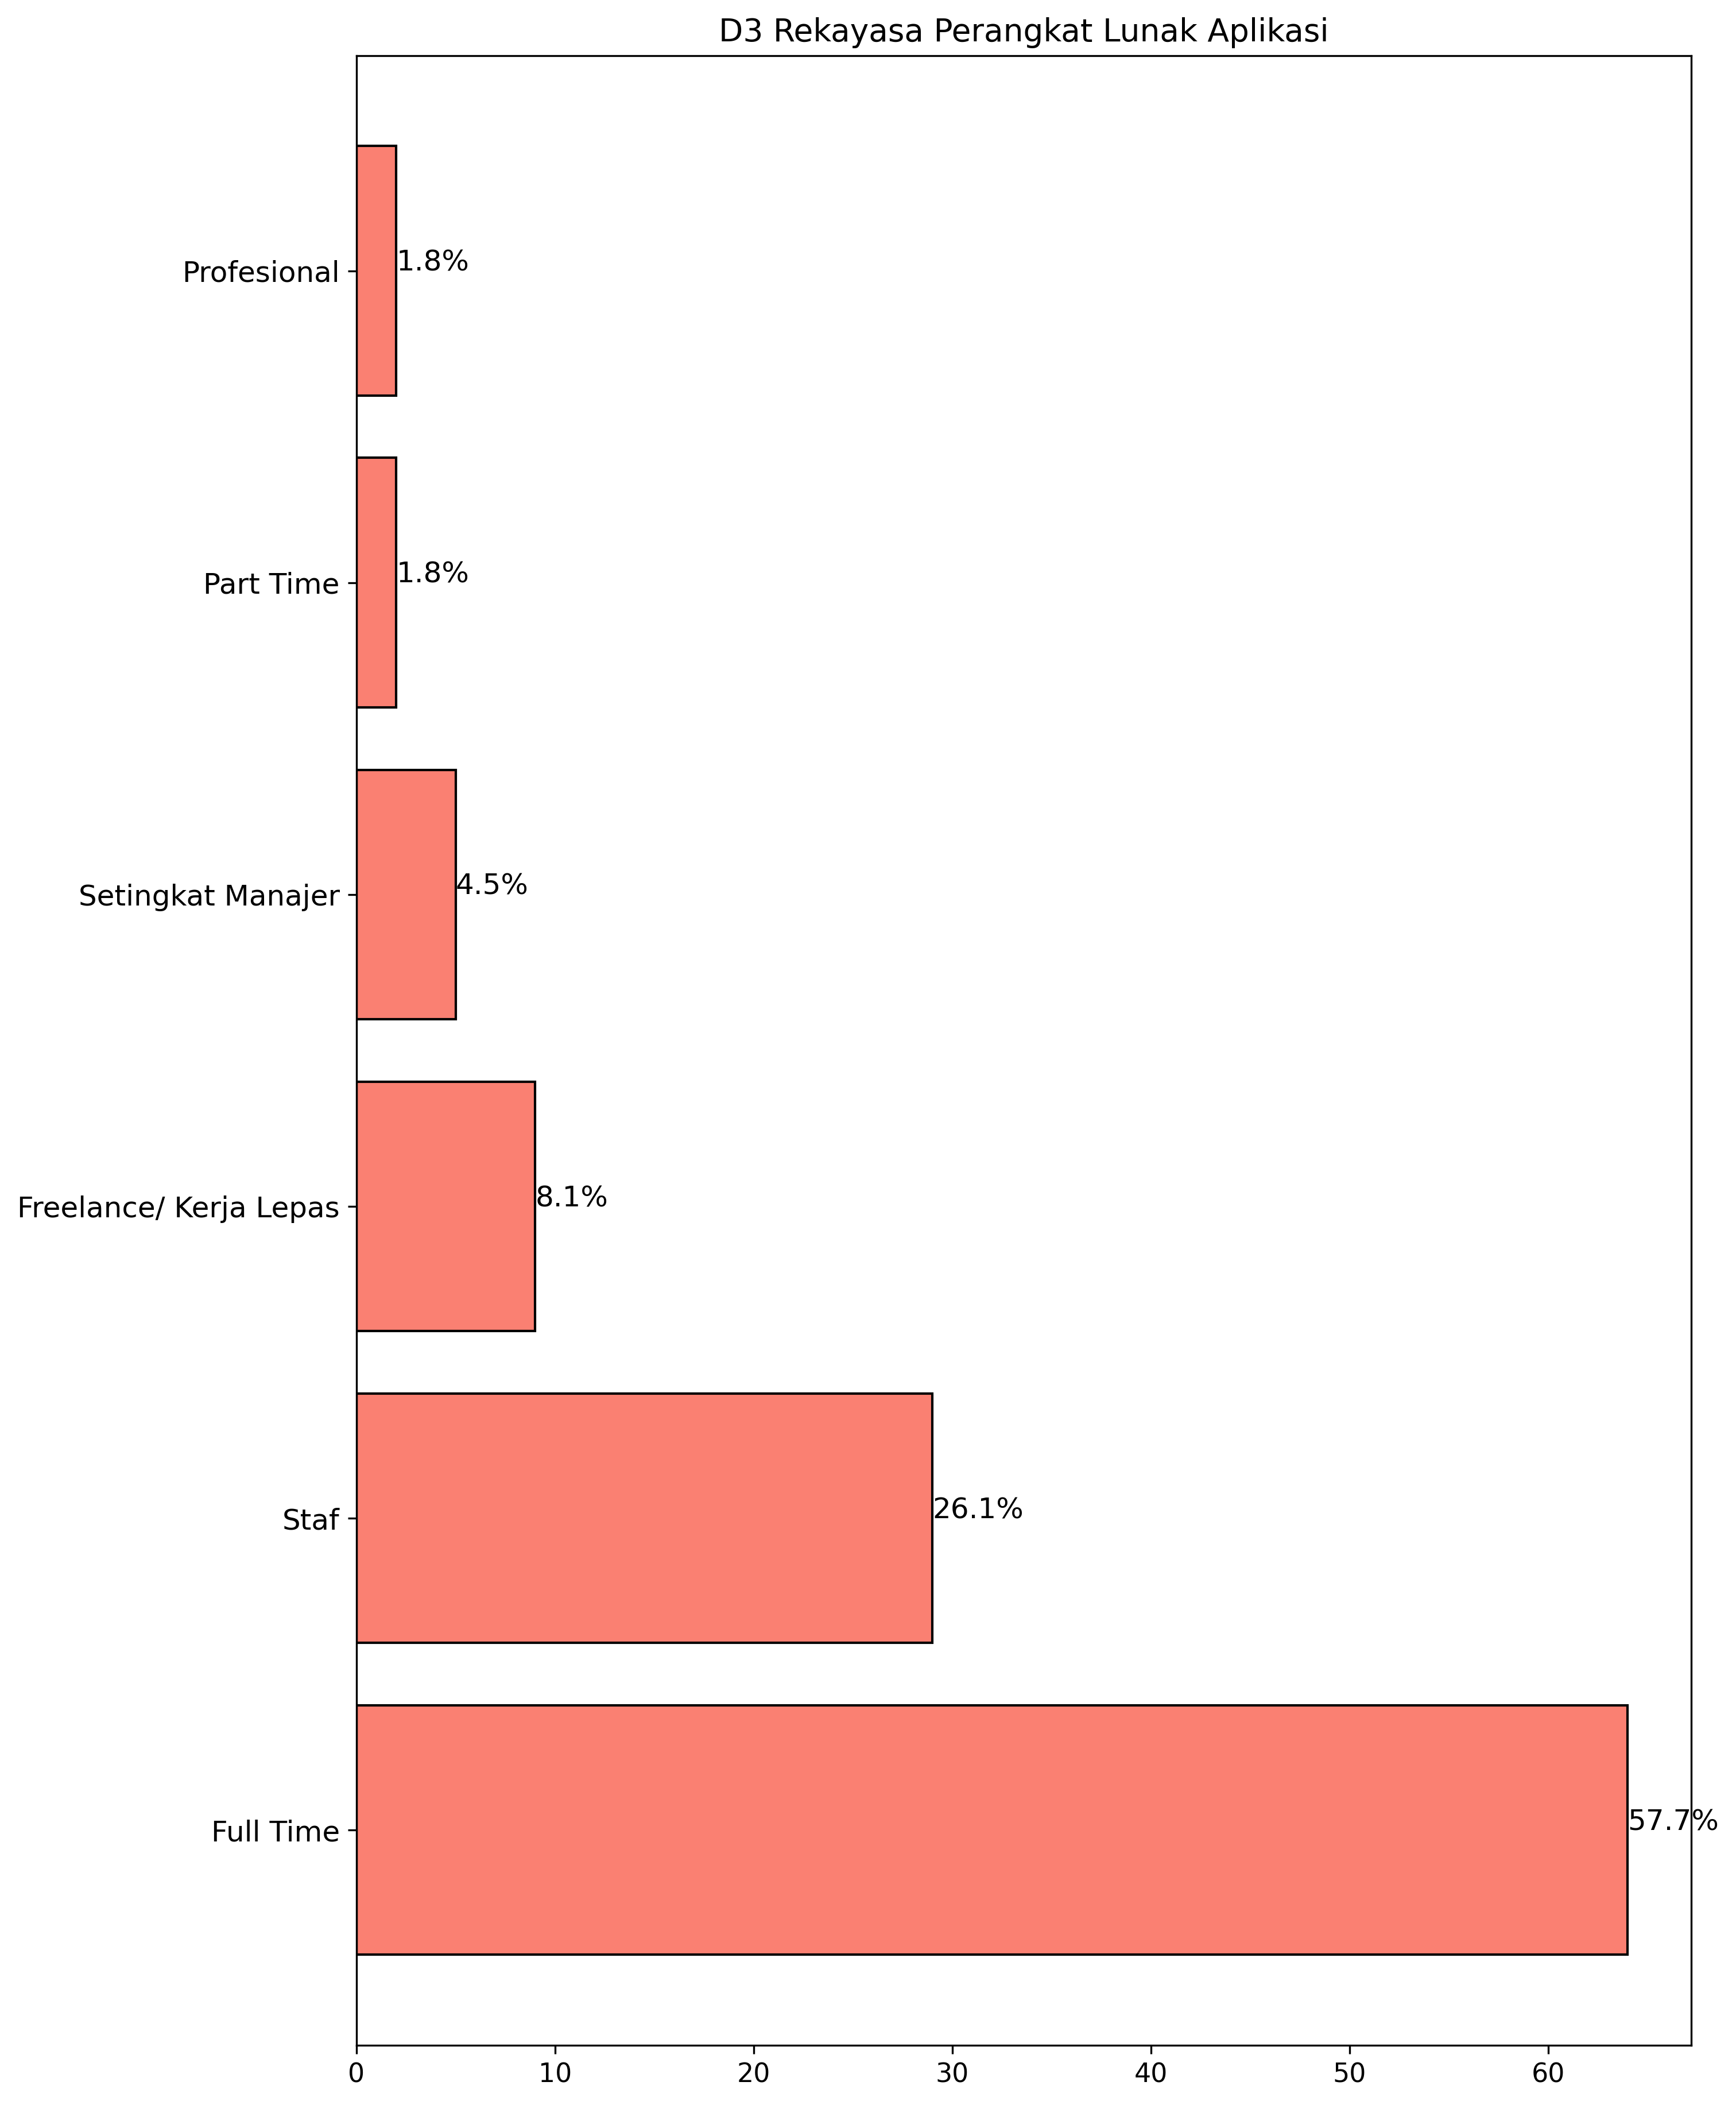 D3 Rekayasa Perangkat Lunak Aplikasi
Profesional
1.8%
Part Time
1.8%
Setingkat Manajer
4.5%
Freelance/ Kerja Lepas
8.1%
Staf
26.1%
Full Time
57.7%
0 10 20 30 40 50 60